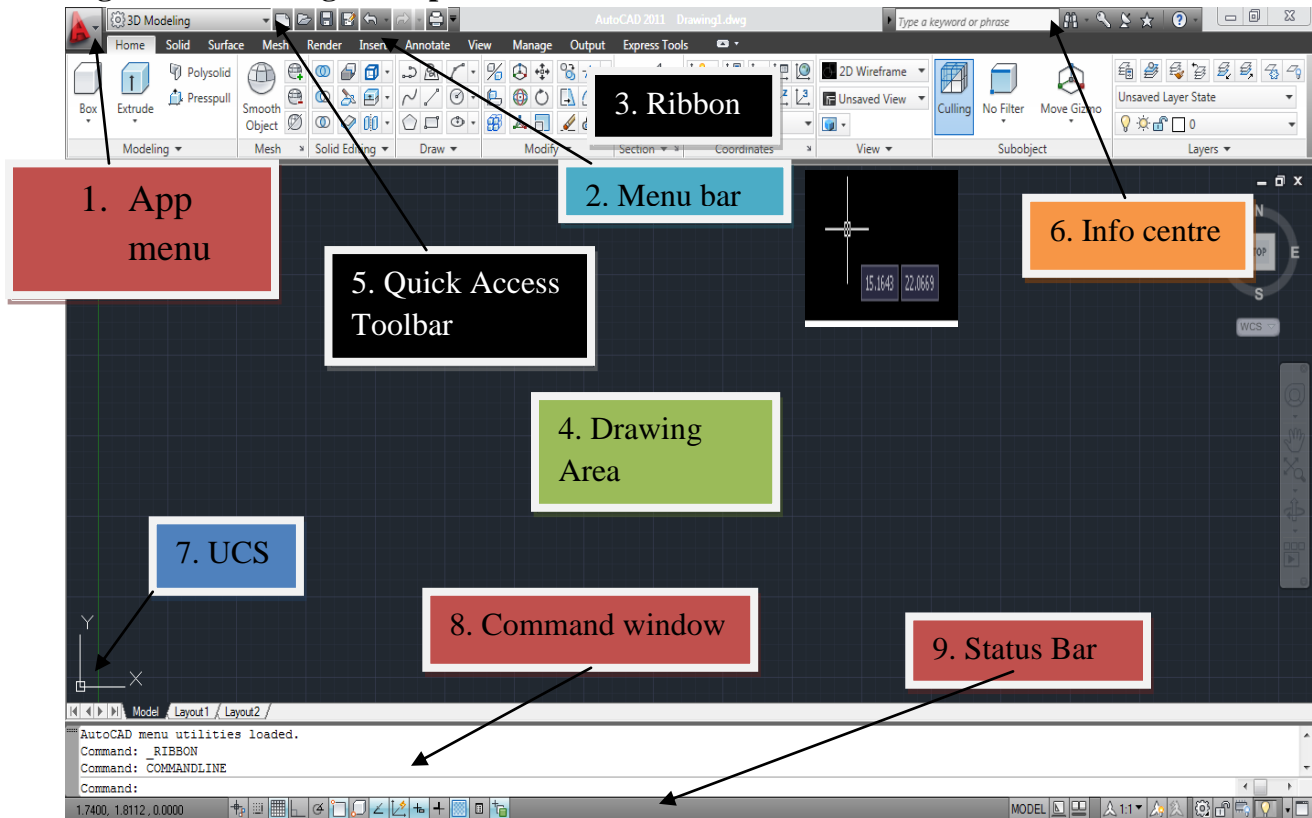 3D Modeling
AutoCAD 2011 Drawing1.dwg
Type a keyword or phrase
Home Solid Surface Mesh Render Insert Annotate View Manage Output Express Tools
Polysolid
Presspull
Box
Extrude
Smooth
Object
2D Wireframe
Unsaved View
Culling
No Filter
Move Gizmo
Unsaved Layer State
0
Modeling
Mesh
Solid Editing
Draw
Modify
Section
Coordinates
View
Subobject
Layers
3. Ribbon
1. App
menu
2. Menu bar
5. Quick Access
Toolbar
15.1643 22.0669
6. Info centre
N
TOP
E
S
WCS
4. Drawing
Area
7. UCS
8. Command window
9. Status Bar
Y
X
Model Layout1 Layout2
AutoCAD menu utilities loaded.
Command: _RIBBON
Command: COMMANDLINE
Command:
1.7400, 1.8112, 0.0000
MODEL
1:1